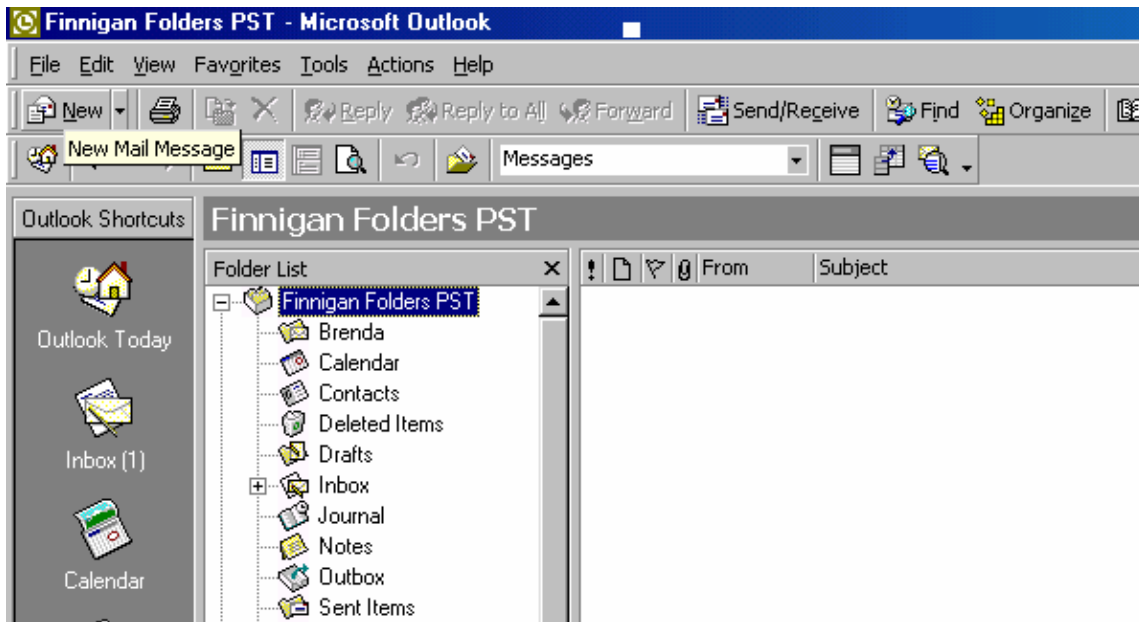 Finnigan Folders PST - Microsoft Outlook
File Edit View Favorites Tools Actions Help
New Reply Reply to All Forward Send/Receive Find Organize
New Mail Message
Messages
Outlook Shortcuts
Finnigan Folders PST
Folder List
! From Subject
Finnigan Folders PST
Brenda
Outlook Today
Calendar
Contacts
Deleted Items
Drafts
Inbox (1)
Inbox
Journal
Notes
Calendar
Outbox
Sent Items